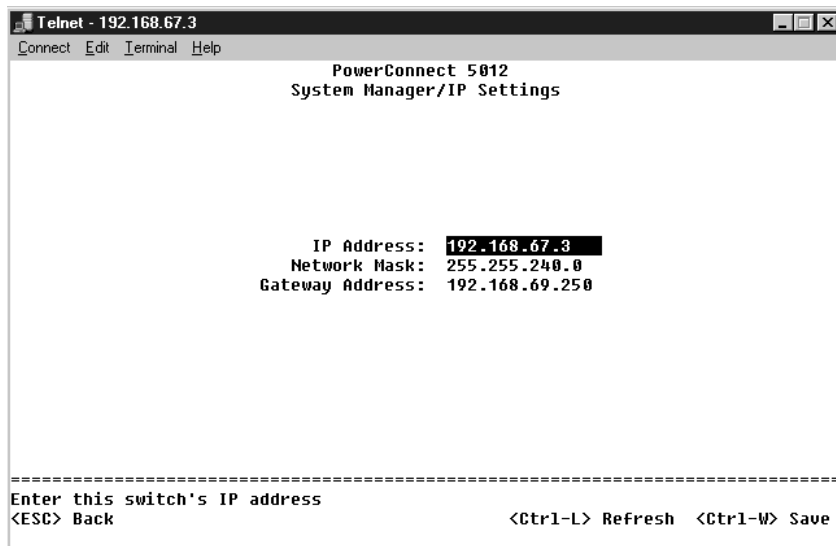 Telnet - 192.168.67.3
Connect Edit Terminal Help
PowerConnect 5012
System Manager/IP Settings
IP Address: 192.168.67.3
Network Mask: 255.255.240.0
Gateway Address: 192.168.69.250
================================================================================
Enter this switch's IP address
<ESC> Back <Ctrl-L> Refresh <Ctrl-W> Save